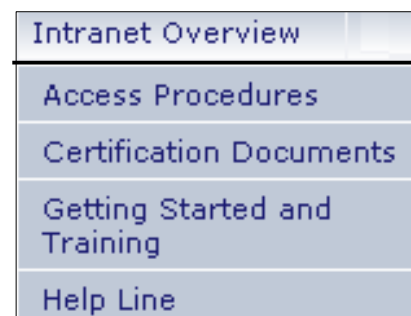 Intranet Overview
Access Procedures
Certification Documents
Getting Started and
Training
Help Line